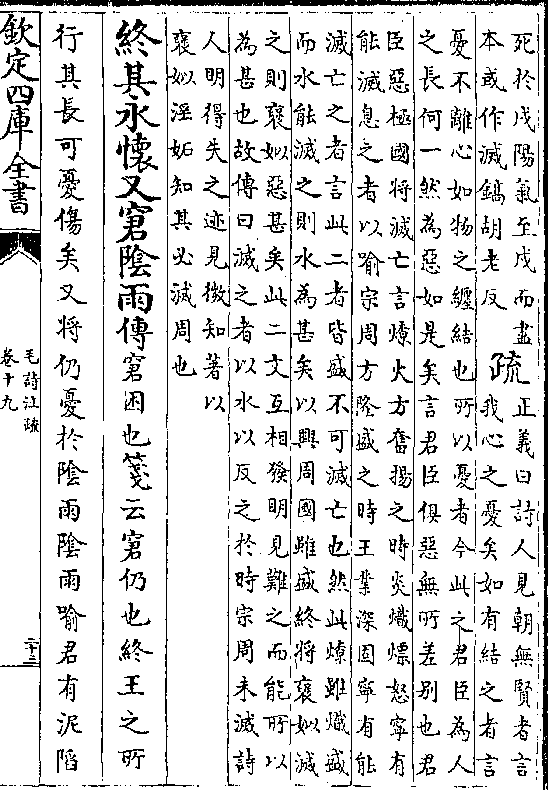 死於戌陽氣至戌而盡
本或作滅鎬胡老反
疏
正義曰詩人見朝無賢者言
我心之憂矣如有結之者言
憂不離心如物之纏結也所以憂者今此之君臣為人
之長何一然為惡如是矣言君臣俱惡無所差别也君
臣惡極國將滅亡言燎火方奮揚之時炎熾熛怒寧有
能滅息之者以喻宗周方隆盛之時王業深固寧有能
滅亡之者言此二者皆盛不可滅亡也然此燎雖熾盛
而水能滅之則水為甚矣以興周國雖盛終將褒姒滅
之則褒姒惡甚矣此二文互相發明見難之而能所以
為甚也故傳曰滅之者以水以反之於時宗周未滅詩
人明得失之迹見微知著以
褒姒淫妬知其必滅周也
終其永懷又窘陰雨傳窘困也箋云窘仍也終王之所
行其長可憂傷矣又將仍憂於陰雨陰雨喻君有泥陷
欽定四庫全書
毛詩注疏
卷十九
二十三